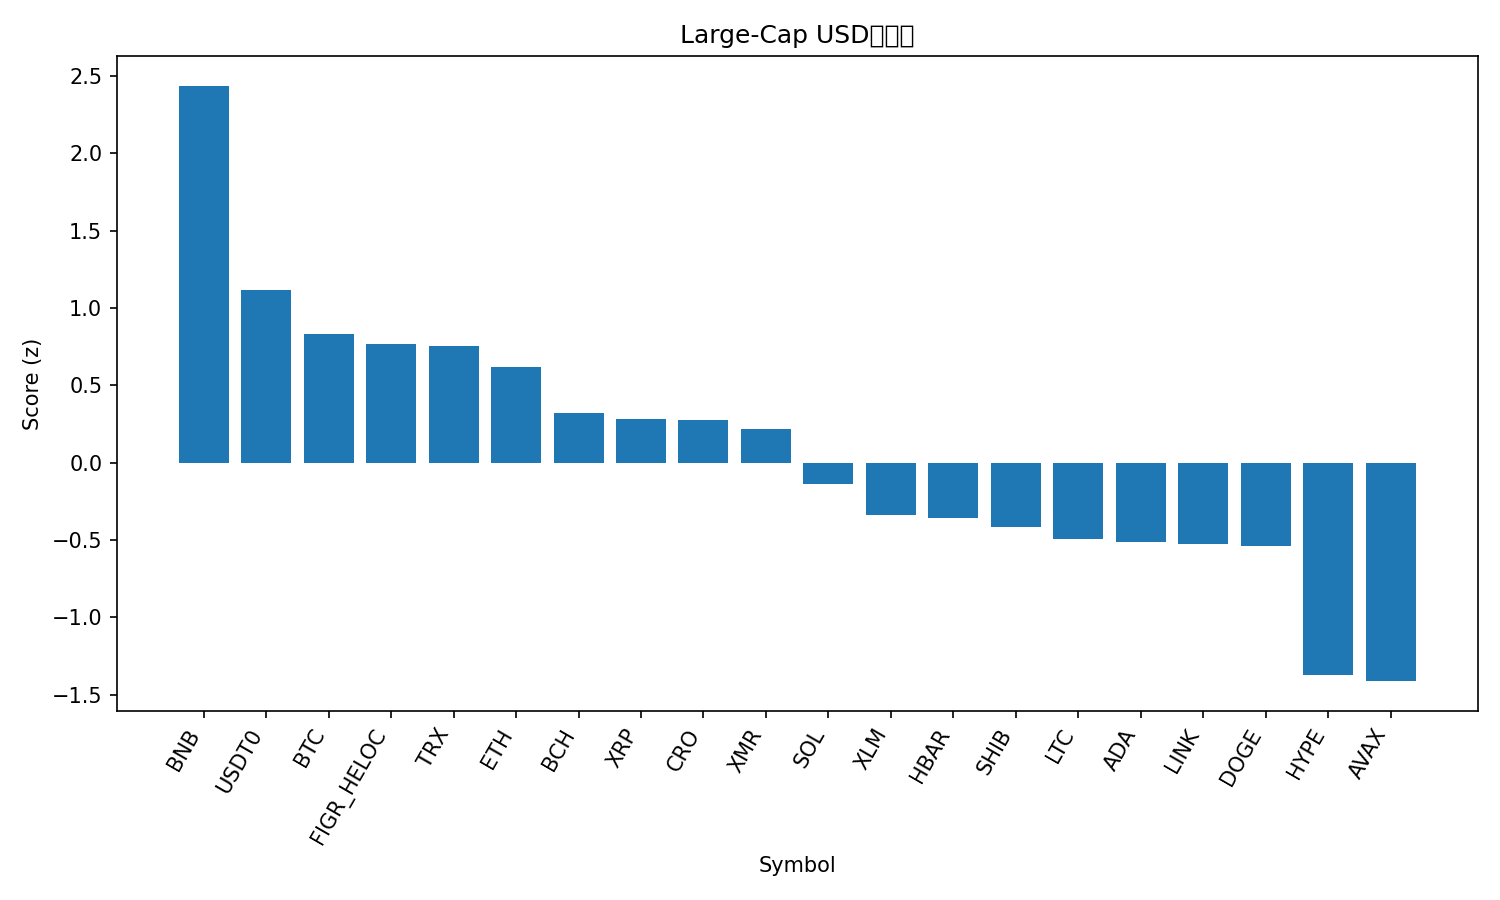 Large-Cap USD
2.5
2.0
1.5
1.0
0.5
0.0
−0.5
−1.0
−1.5
Score (z)
BNB
USDT0
BTC
FIGR_HELOC
TRX
ETH
BCH
XRP
CRO
XMR
SOL
XLM
HBAR
SHIB
LTC
ADA
LINK
DOGE
HYPE
AVAX
Symbol